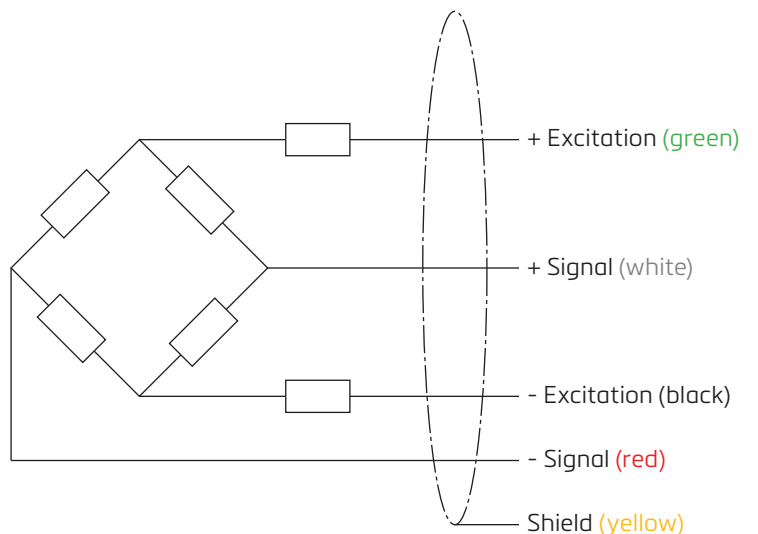 + Excitation (green)
+ Signal (white)
- Excitation (black)
- Signal (red)
Shield (yellow)